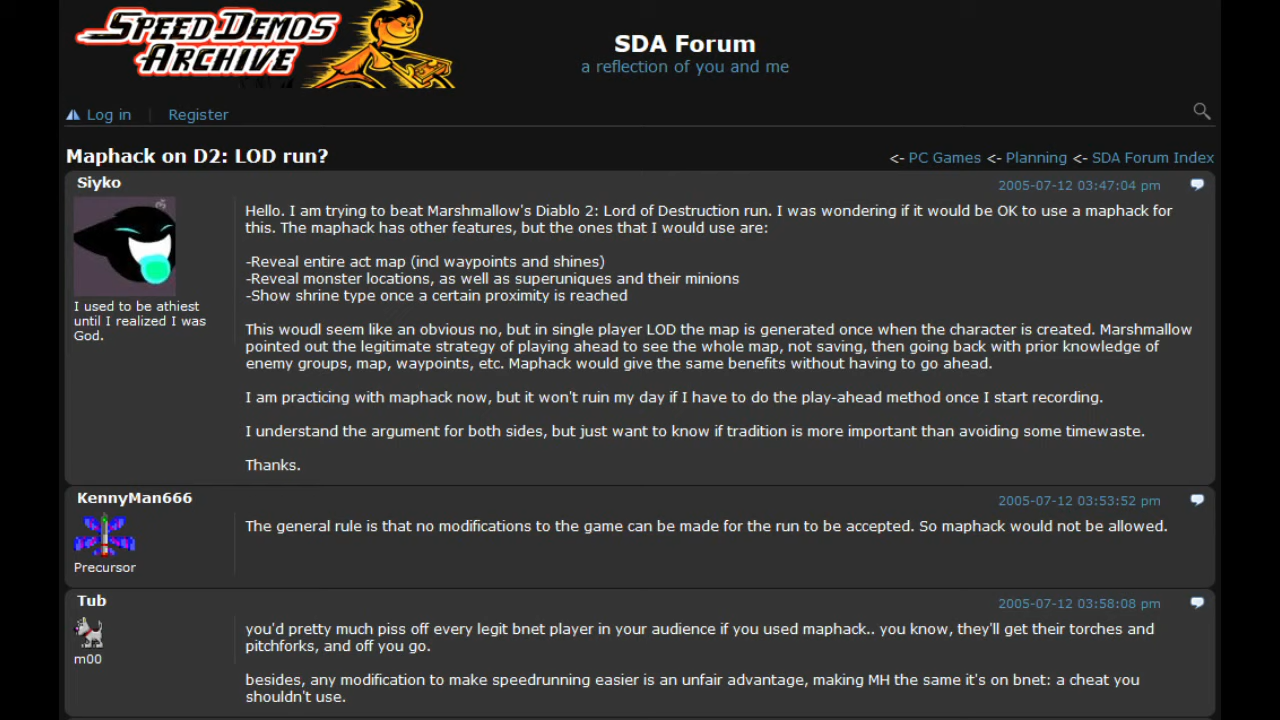 SPEED DEMOS
ARCHIVE
SDA Forum
a reflection of you and me
Log in | Register
Maphack on D2: LOD run?
<- PC Games <- Planning <- SDA Forum Index
Siyko
2005-07-12 03:47:04 pm
I used to be athiest
until I realized I was
God.
Hello. I am trying to beat Marshmallow's Diablo 2: Lord of Destruction run. I was wondering if it would be OK to use a maphack for
this. The maphack has other features, but the ones that I would use are:
-Reveal entire act map (incl waypoints and shines)
-Reveal monster locations, as well as superuniques and their minions
-Show shrine type once a certain proximity is reached
This woudl seem like an obvious no, but in single player LOD the map is generated once when the character is created. Marshmallow
pointed out the legitimate strategy of playing ahead to see the whole map, not saving, then going back with prior knowledge of
enemy groups, map, waypoints, etc. Maphack would give the same benefits without having to go ahead.
I am practicing with maphack now, but it won't ruin my day if I have to do the play-ahead method once I start recording.
I understand the argument for both sides, but just want to know if tradition is more important than avoiding some timewaste.
Thanks.
KennyMan666
2005-07-12 03:53:52 pm
Precursor
The general rule is that no modifications to the game can be made for the run to be accepted. So maphack would not be allowed.
Tub
2005-07-12 03:58:08 pm
m00
you'd pretty much piss off every legit bnet player in your audience if you used maphack.. you know, they'll get their torches and
pitchforks, and off you go.
besides, any modification to make speedrunning easier is an unfair advantage, making MH the same it's on bnet: a cheat you
shouldn't use.